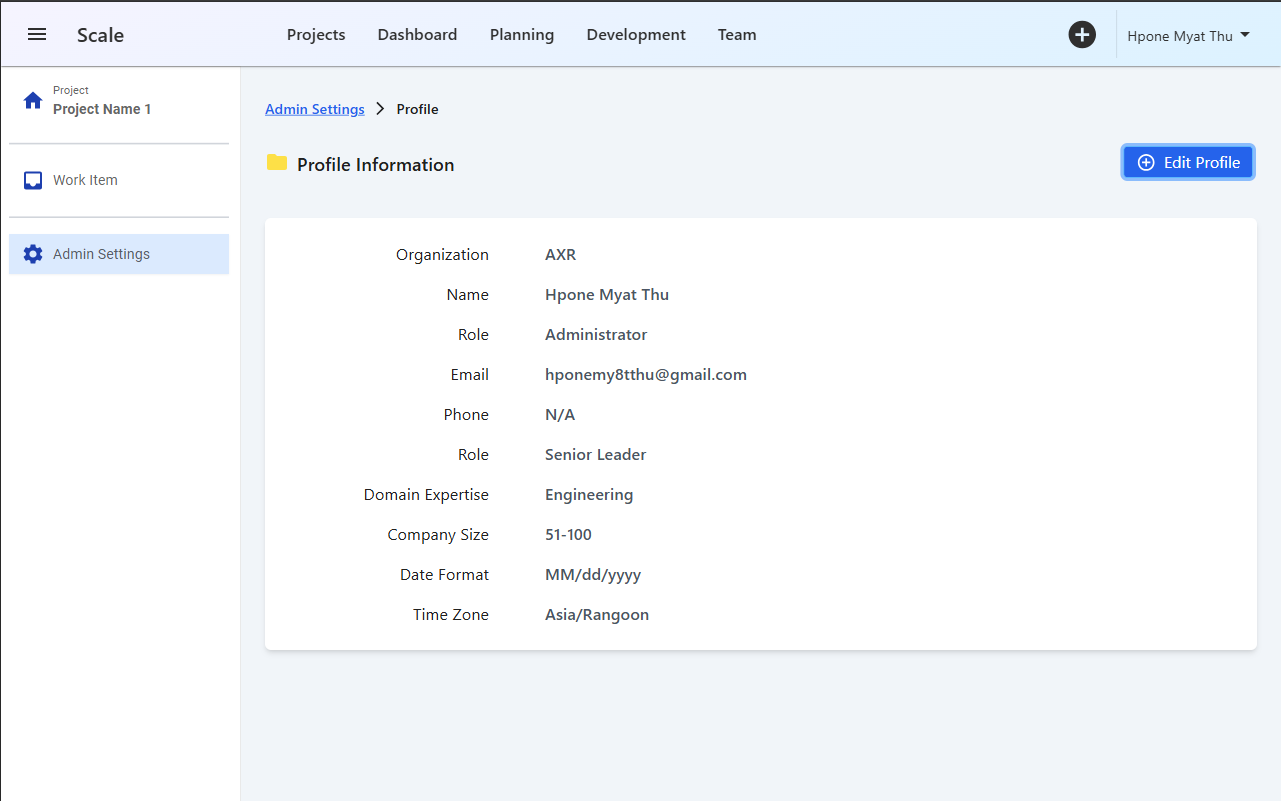 Scale Projects Dashboard Planning Development Team Hpone Myat Thu
Project
Project Name 1
Work Item
Admin Settings
Admin Settings Profile
Profile Information
Edit Profile
Organization AXR
Name Hpone Myat Thu
Role Administrator
Email hponemy8tthu@gmail.com
Phone N/A
Role Senior Leader
Domain Expertise Engineering
Company Size 51-100
Date Format MM/dd/yyyy
Time Zone Asia/Rangoon